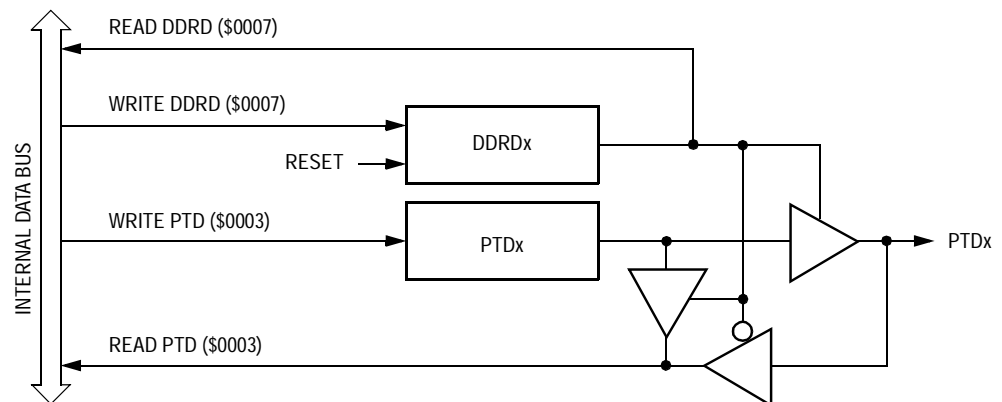 READ DDRD ($0007)
WRITE DDRD ($0007)
DDRDx
RESET
WRITE PTD ($0003)
PTDx
PTDx
READ PTD ($0003)
INTERNAL DATA BUS